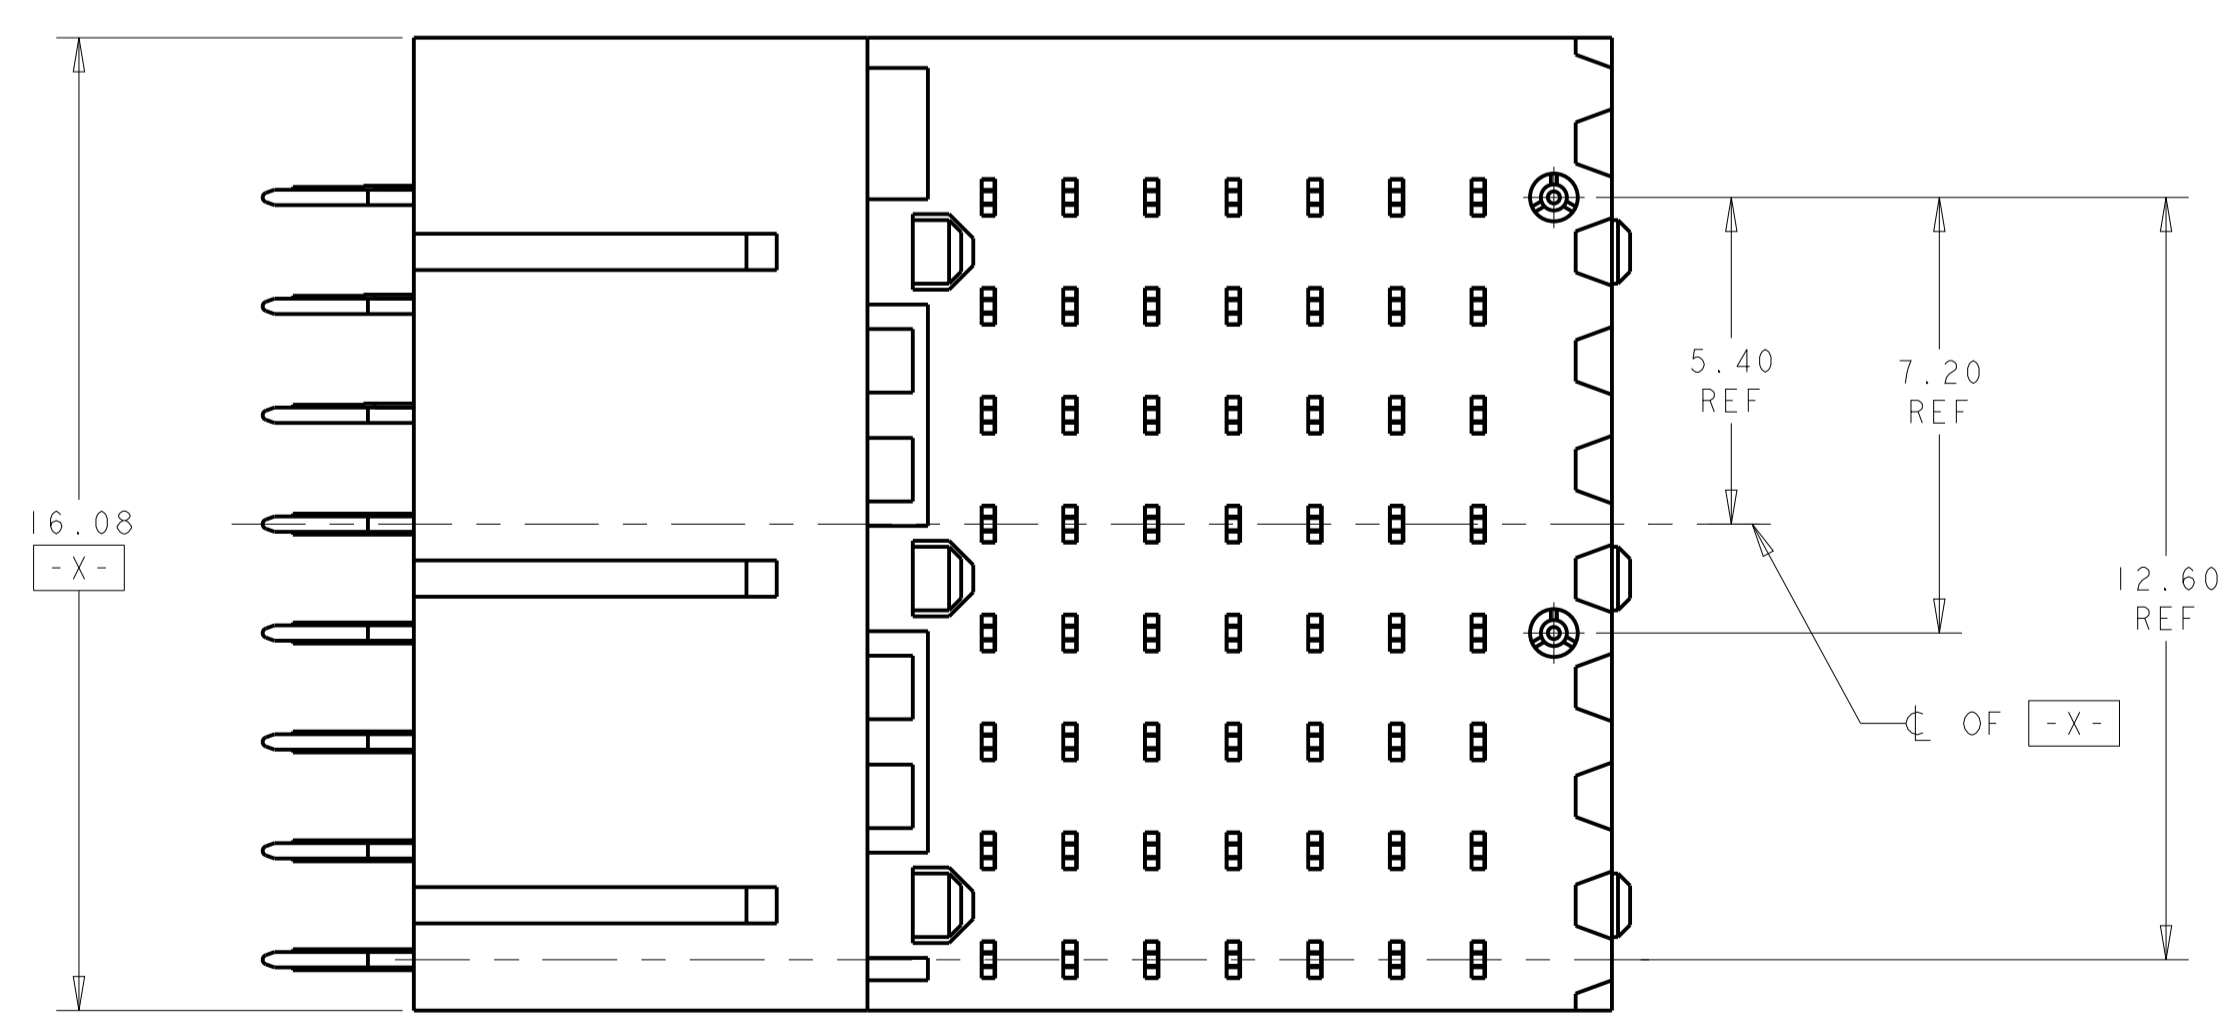 16.08
-X-
5.40
REF
7.20
REF
12.60
REF
℄ OF -X-